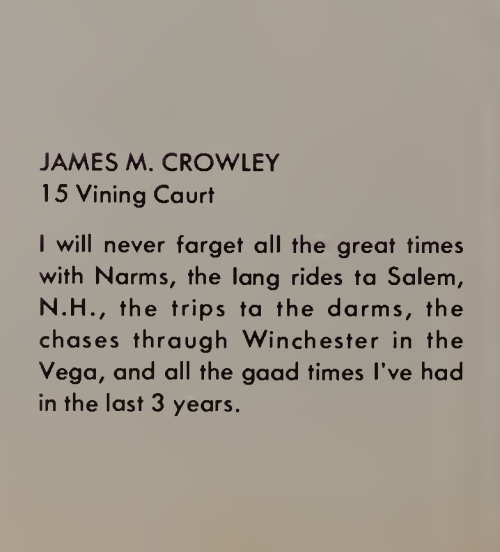 JAMES M. CROWLEY
15 Vining Caurt
I will never farget all the great times
with Narms, the lang rides ta Salem,
N.H., the trips ta the darms, the
chases thraugh Winchester in the
Vega, and all the gaad times I've had
in the last 3 years.